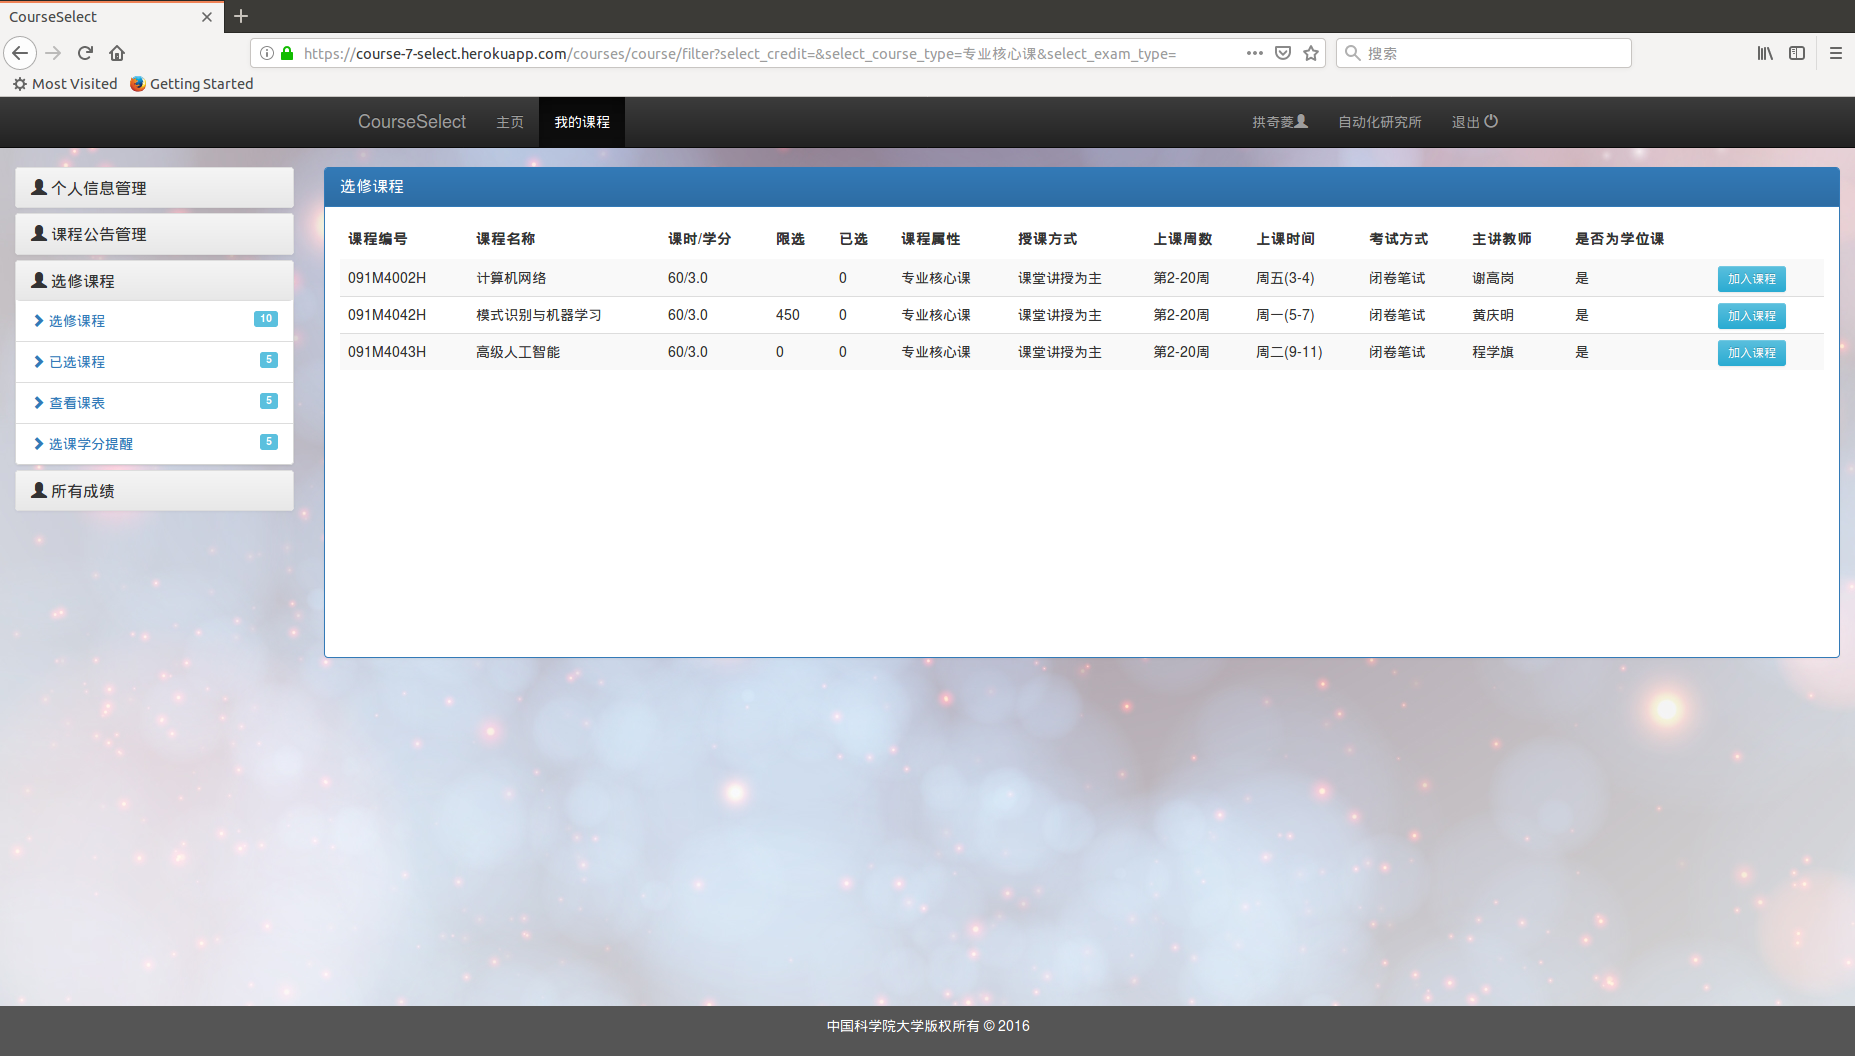 CourseSelect
https://course-7-select.herokuapp.com/courses/course/filter?select_credit=&select_course_type=专业核心课&select_exam_type=
搜索
Most Visited Getting Started
CourseSelect 主页 我的课程 拱奇菱 自动化研究所 退出
个人信息管理
课程公告管理
选修课程
选修课程 10
已选课程 5
查看课表 5
选课学分提醒 5
所有成绩
选修课程
课程编号 课程名称 课时/学分 限选 已选 课程属性 授课方式 上课周数 上课时间 考试方式 主讲教师 是否为学位课
091M4002H 计算机网络 60/3.0 0 专业核心课 课堂讲授为主 第2-20周 周五(3-4) 闭卷笔试 谢高岗 是 加入课程
091M4042H 模式识别与机器学习 60/3.0 450 0 专业核心课 课堂讲授为主 第2-20周 周一(5-7) 闭卷笔试 黄庆明 是 加入课程
091M4043H 高级人工智能 60/3.0 0 0 专业核心课 课堂讲授为主 第2-20周 周二(9-11) 闭卷笔试 程学旗 是 加入课程
中国科学院大学版权所有 © 2016